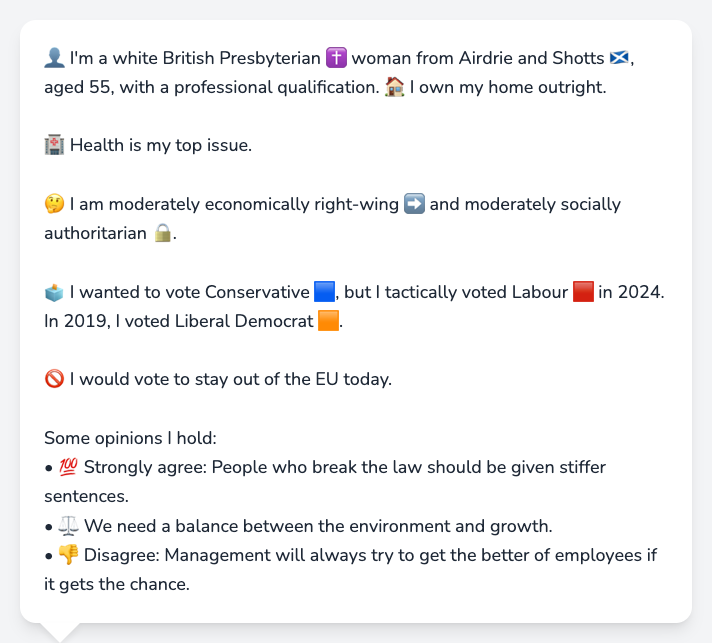 👤 I'm a white British Presbyterian ✝️ woman from Airdrie and Shotts 🏴󠁧󠁢󠁳󠁣󠁴󠁿,
aged 55, with a professional qualification. 🏠 I own my home outright.
🏥 Health is my top issue.
🤔 I am moderately economically right-wing ➡️ and moderately socially
authoritarian 🔒.
🗳️ I wanted to vote Conservative 🟦, but I tactically voted Labour 🟥 in 2024.
In 2019, I voted Liberal Democrat 🟧.
🚫 I would vote to stay out of the EU today.
Some opinions I hold:
• 💯 Strongly agree: People who break the law should be given stiffer
sentences.
• ⚖️ We need a balance between the environment and growth.
• 👎 Disagree: Management will always try to get the better of employees if
it gets the chance.